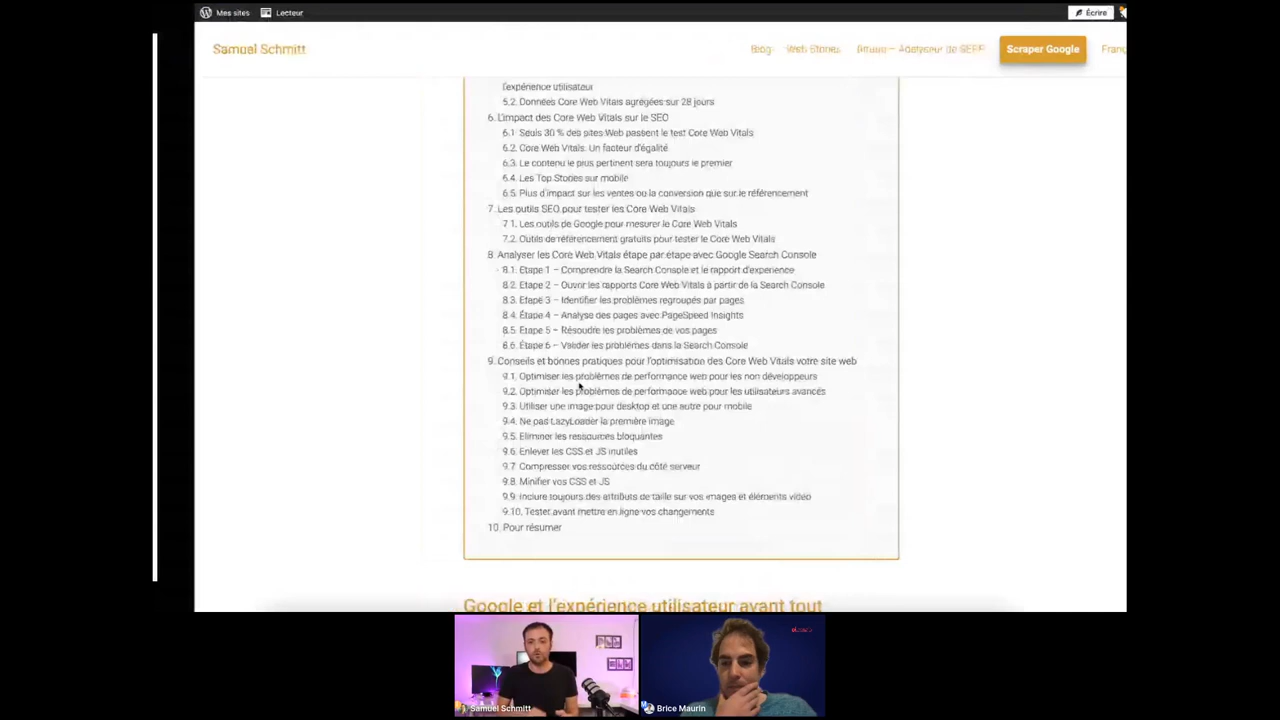 Mes sites
Lecteur
Écrire
Samuel Schmitt
Blog
Web Stories
Scraper Google
l'expérience utilisateur
5.2. Données Core Web Vitals agrégées sur 28 jours
6. L'impact des Core Web Vitals sur le SEO
6.1. Seuls 30 % des sites Web passent le test Core Web Vitals
6.2. Core Web Vitals: Un facteur d'égalité
6.3. Le contenu le plus pertinent sera toujours le premier
6.4. Les Top Stories sur mobile
6.5. Plus d'impact sur les ventes ou la conversion que sur le référencement
7. Les outils SEO pour tester les Core Web Vitals
7.1. Les outils de Google pour mesurer le Core Web Vitals
7.2. Outils de référencement gratuits pour tester le Core Web Vitals
8. Analyser les Core Web Vitals étape par étape avec Google Search Console
8.1. Etape 1 – Comprendre la Search Console et le rapport d'experience
8.2. Etape 2 – Ouvrir les rapports Core Web Vitals à partir de la Search Console
8.3. Etape 3 – Identifier les problèmes regroupés par pages
8.4. Étape 4 – Analyse des pages avec PageSpeed Insights
8.5. Etape 5 – Résoudre les problèmes de vos pages
8.6. Étape 6 – Valider les problèmes dans la Search Console
9. Conseils et bonnes pratiques pour l'optimisation des Core Web Vitals votre site web
9.1. Optimiser les problèmes de performance web pour les non développeurs
9.2. Optimiser les problèmes de performance web pour les utilisateurs avancés
9.3. Utiliser une image pour desktop et une autre pour mobile
9.4. Ne pas LazyLoader la première image
9.5. Eliminer les ressources bloquantes
9.6. Enlever les CSS et JS inutiles
9.7. Compresser vos ressources du côté serveur
9.8. Minifier vos CSS et JS
9.9. Inclure toujours des attributs de taille sur vos images et éléments vidéo
9.10. Tester avant mettre en ligne vos changements
10. Pour résumer
Google et l'expérience utilisateur avant tout
Samuel Schmitt
Brice Maurin